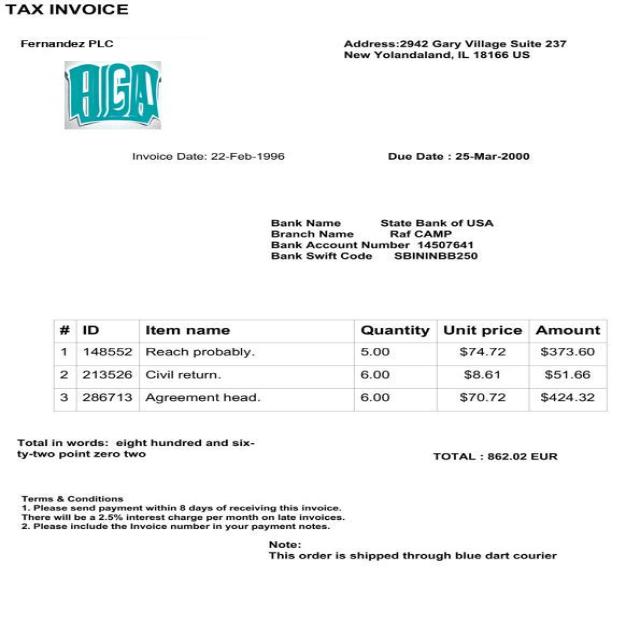 TAX INVOICE
Fernandez PLC
Address:2942 Gary Village Suite 237
New Yolandaland, IL 18166 US
Invoice Date: 22-Feb-1996
Due Date : 25-Mar-2000
Bank Name State Bank of USA
Branch Name Raf CAMP
Bank Account Number 14507641
Bank Swift Code SBININBB250
# ID Item name Quantity Unit price Amount
1 148552 Reach probably. 5.00 $74.72 $373.60
2 213526 Civil return. 6.00 $8.61 $51.66
3 286713 Agreement head. 6.00 $70.72 $424.32
Total in words: eight hundred and six-
ty-two point zero two
TOTAL : 862.02 EUR
Terms & Conditions
1. Please send payment within 8 days of receiving this invoice.
There will be a 2.5% interest charge per month on late invoices.
2. Please include the Invoice number in your payment notes.
Note:
This order is shipped through blue dart courier